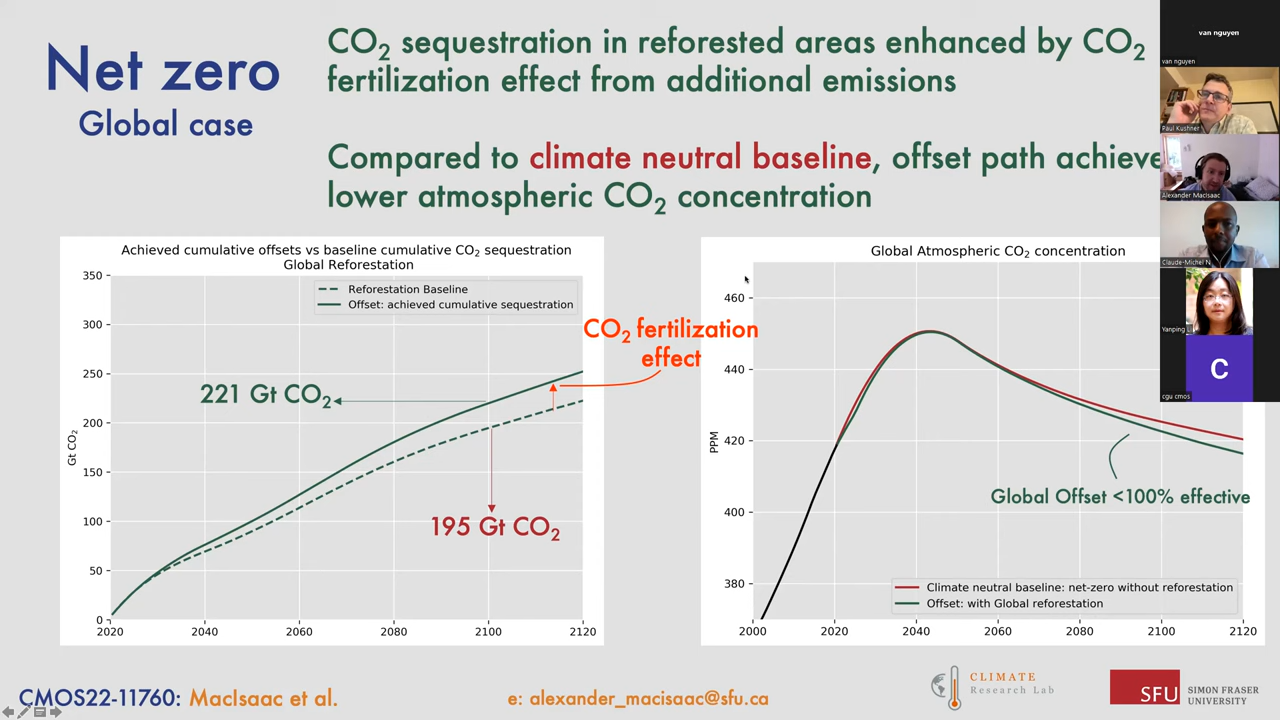 Net zero
Global case
CO2 sequestration in reforested areas enhanced by CO2
fertilization effect from additional emissions
Compared to climate neutral baseline, offset path achieve
lower atmospheric CO2 concentration
van nguyen
van nguyen
Paul Kushner
Alexander MacIsaac
Claude-Michel N
Yanping Li
C
cgu cmos
Achieved cumulative offsets vs baseline cumulative CO2 sequestration
Global Reforestation
350
300
250
200
150
100
50
0
Gt CO2
2020
2040
2060
2080
2100
2120
Reforestation Baseline
Offset: achieved cumulative sequestration
221 Gt CO2
195 Gt CO2
CO2 fertilization
effect
Global Atmospheric CO2 concentration
460
440
420
400
380
PPM
2000
2020
2040
2060
2080
2100
2120
Global Offset <100% effective
Climate neutral baseline: net-zero without reforestation
Offset: with Global reforestation
CMOS22-11760: MacIsaac et al.
e: alexander_macisaac@sfu.ca
CLIMATE
Research Lab
SFU
SIMON FRASER
UNIVERSITY